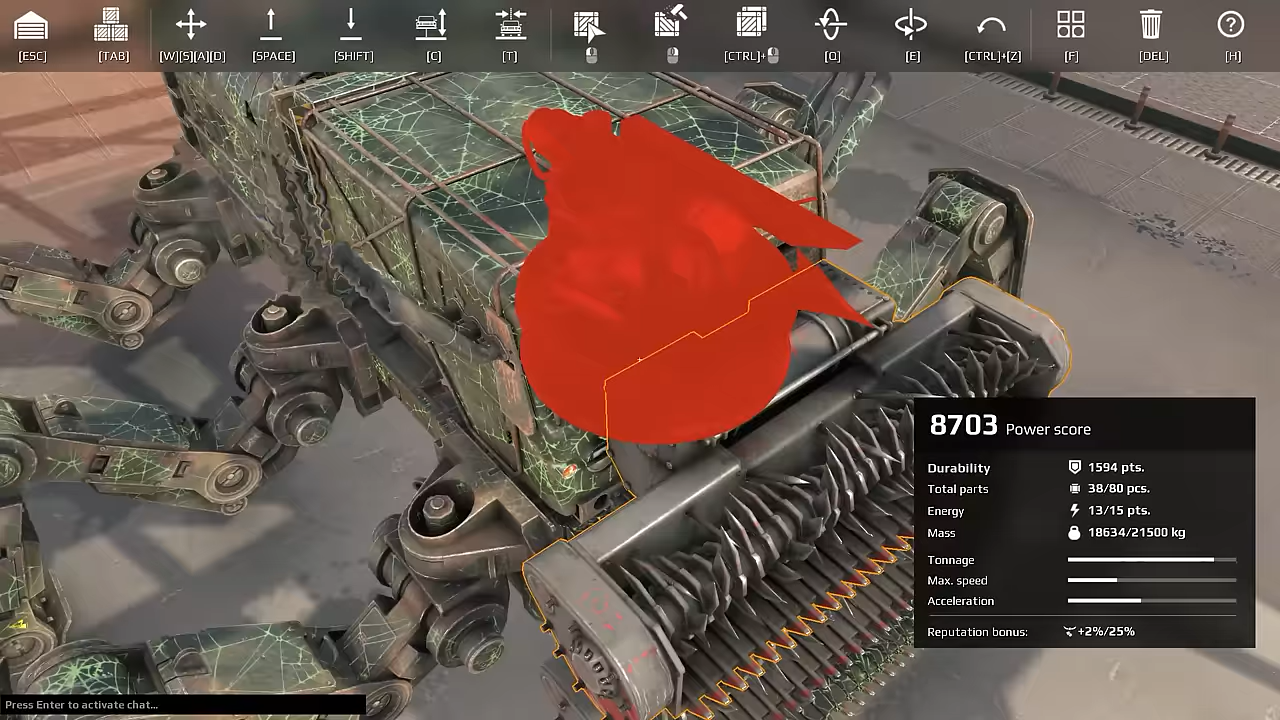 [ESC] [TAB] [W][S][A][D] [SPACE] [SHIFT] [C] [T] [CTRL]+ [Q] [E] [CTRL]+[Z] [F] [DEL] [H]
8703 Power score
Durability 1594 pts.
Total parts 38/80 pcs.
Energy 13/15 pts.
Mass 18634/21500 kg
Tonnage
Max. speed
Acceleration
Reputation bonus: +2%/25%
Press Enter to activate chat...